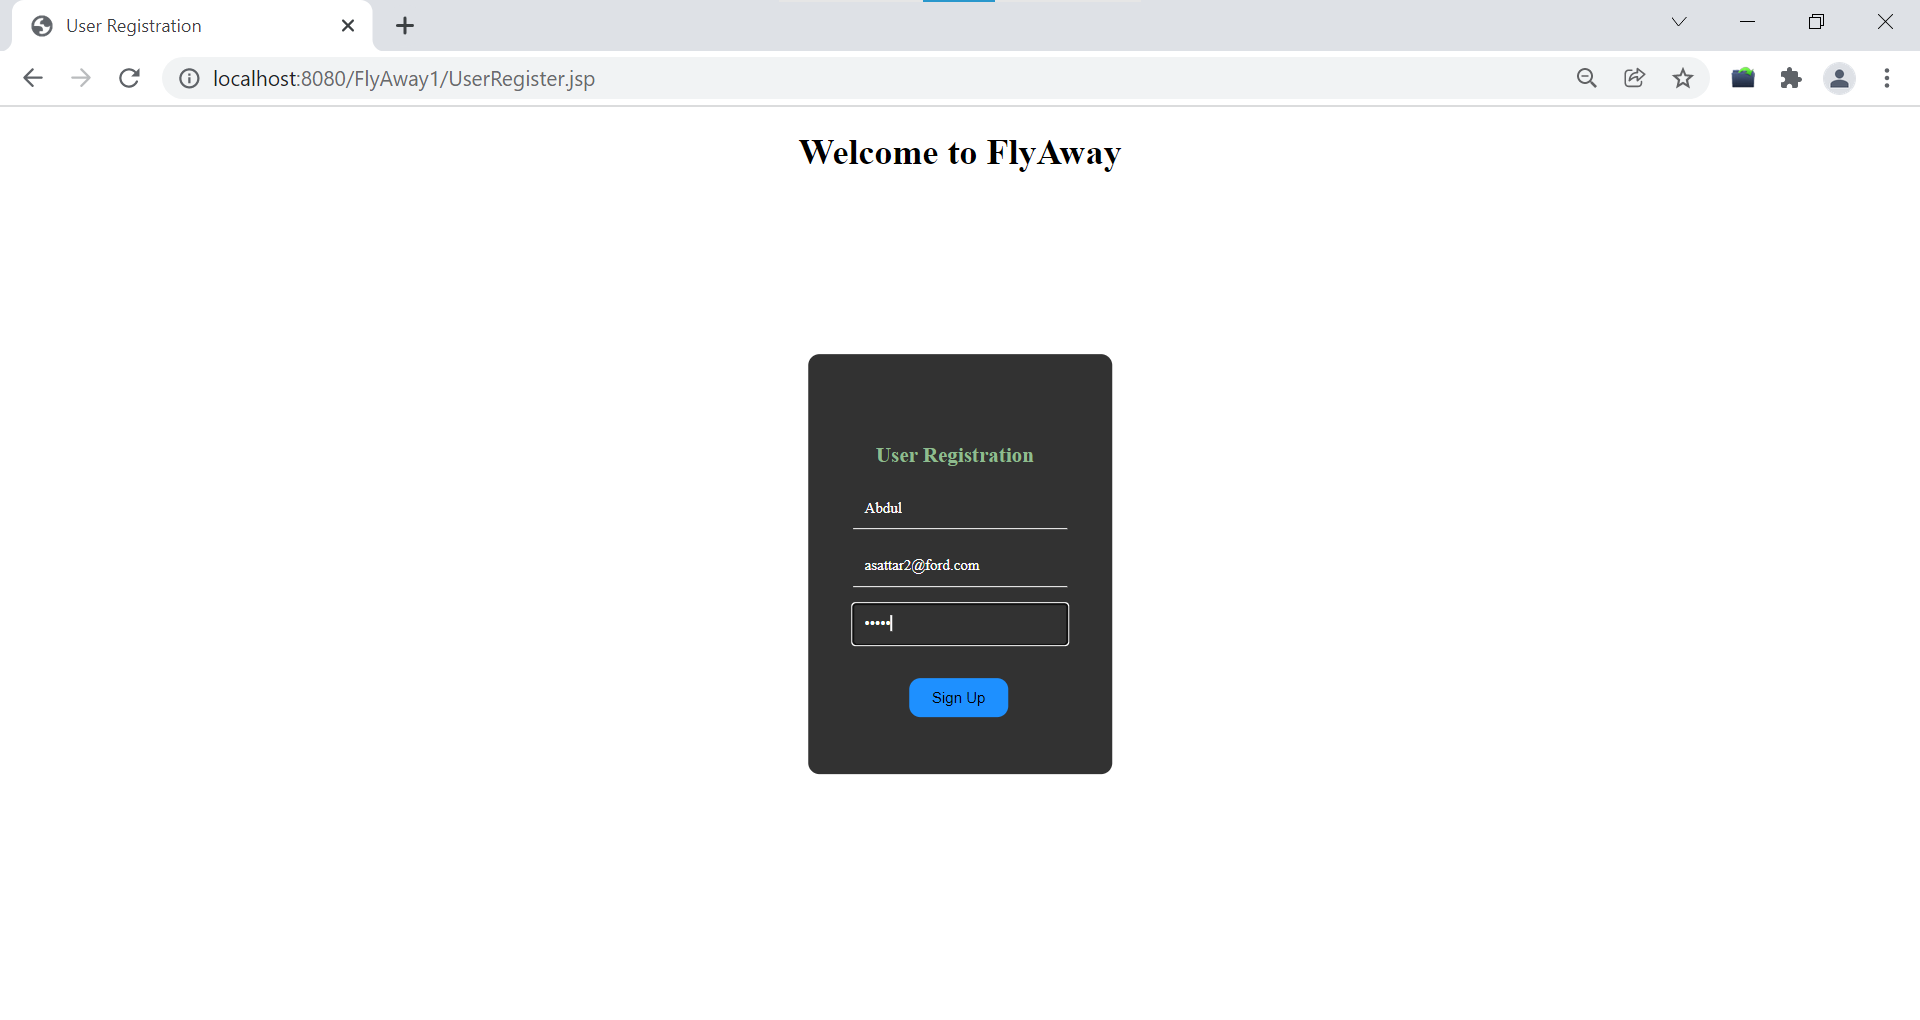 User Registration
localhost:8080/FlyAway1/UserRegister.jsp
Welcome to FlyAway
User Registration
Abdul
asattar2@ford.com
•••••
Sign Up